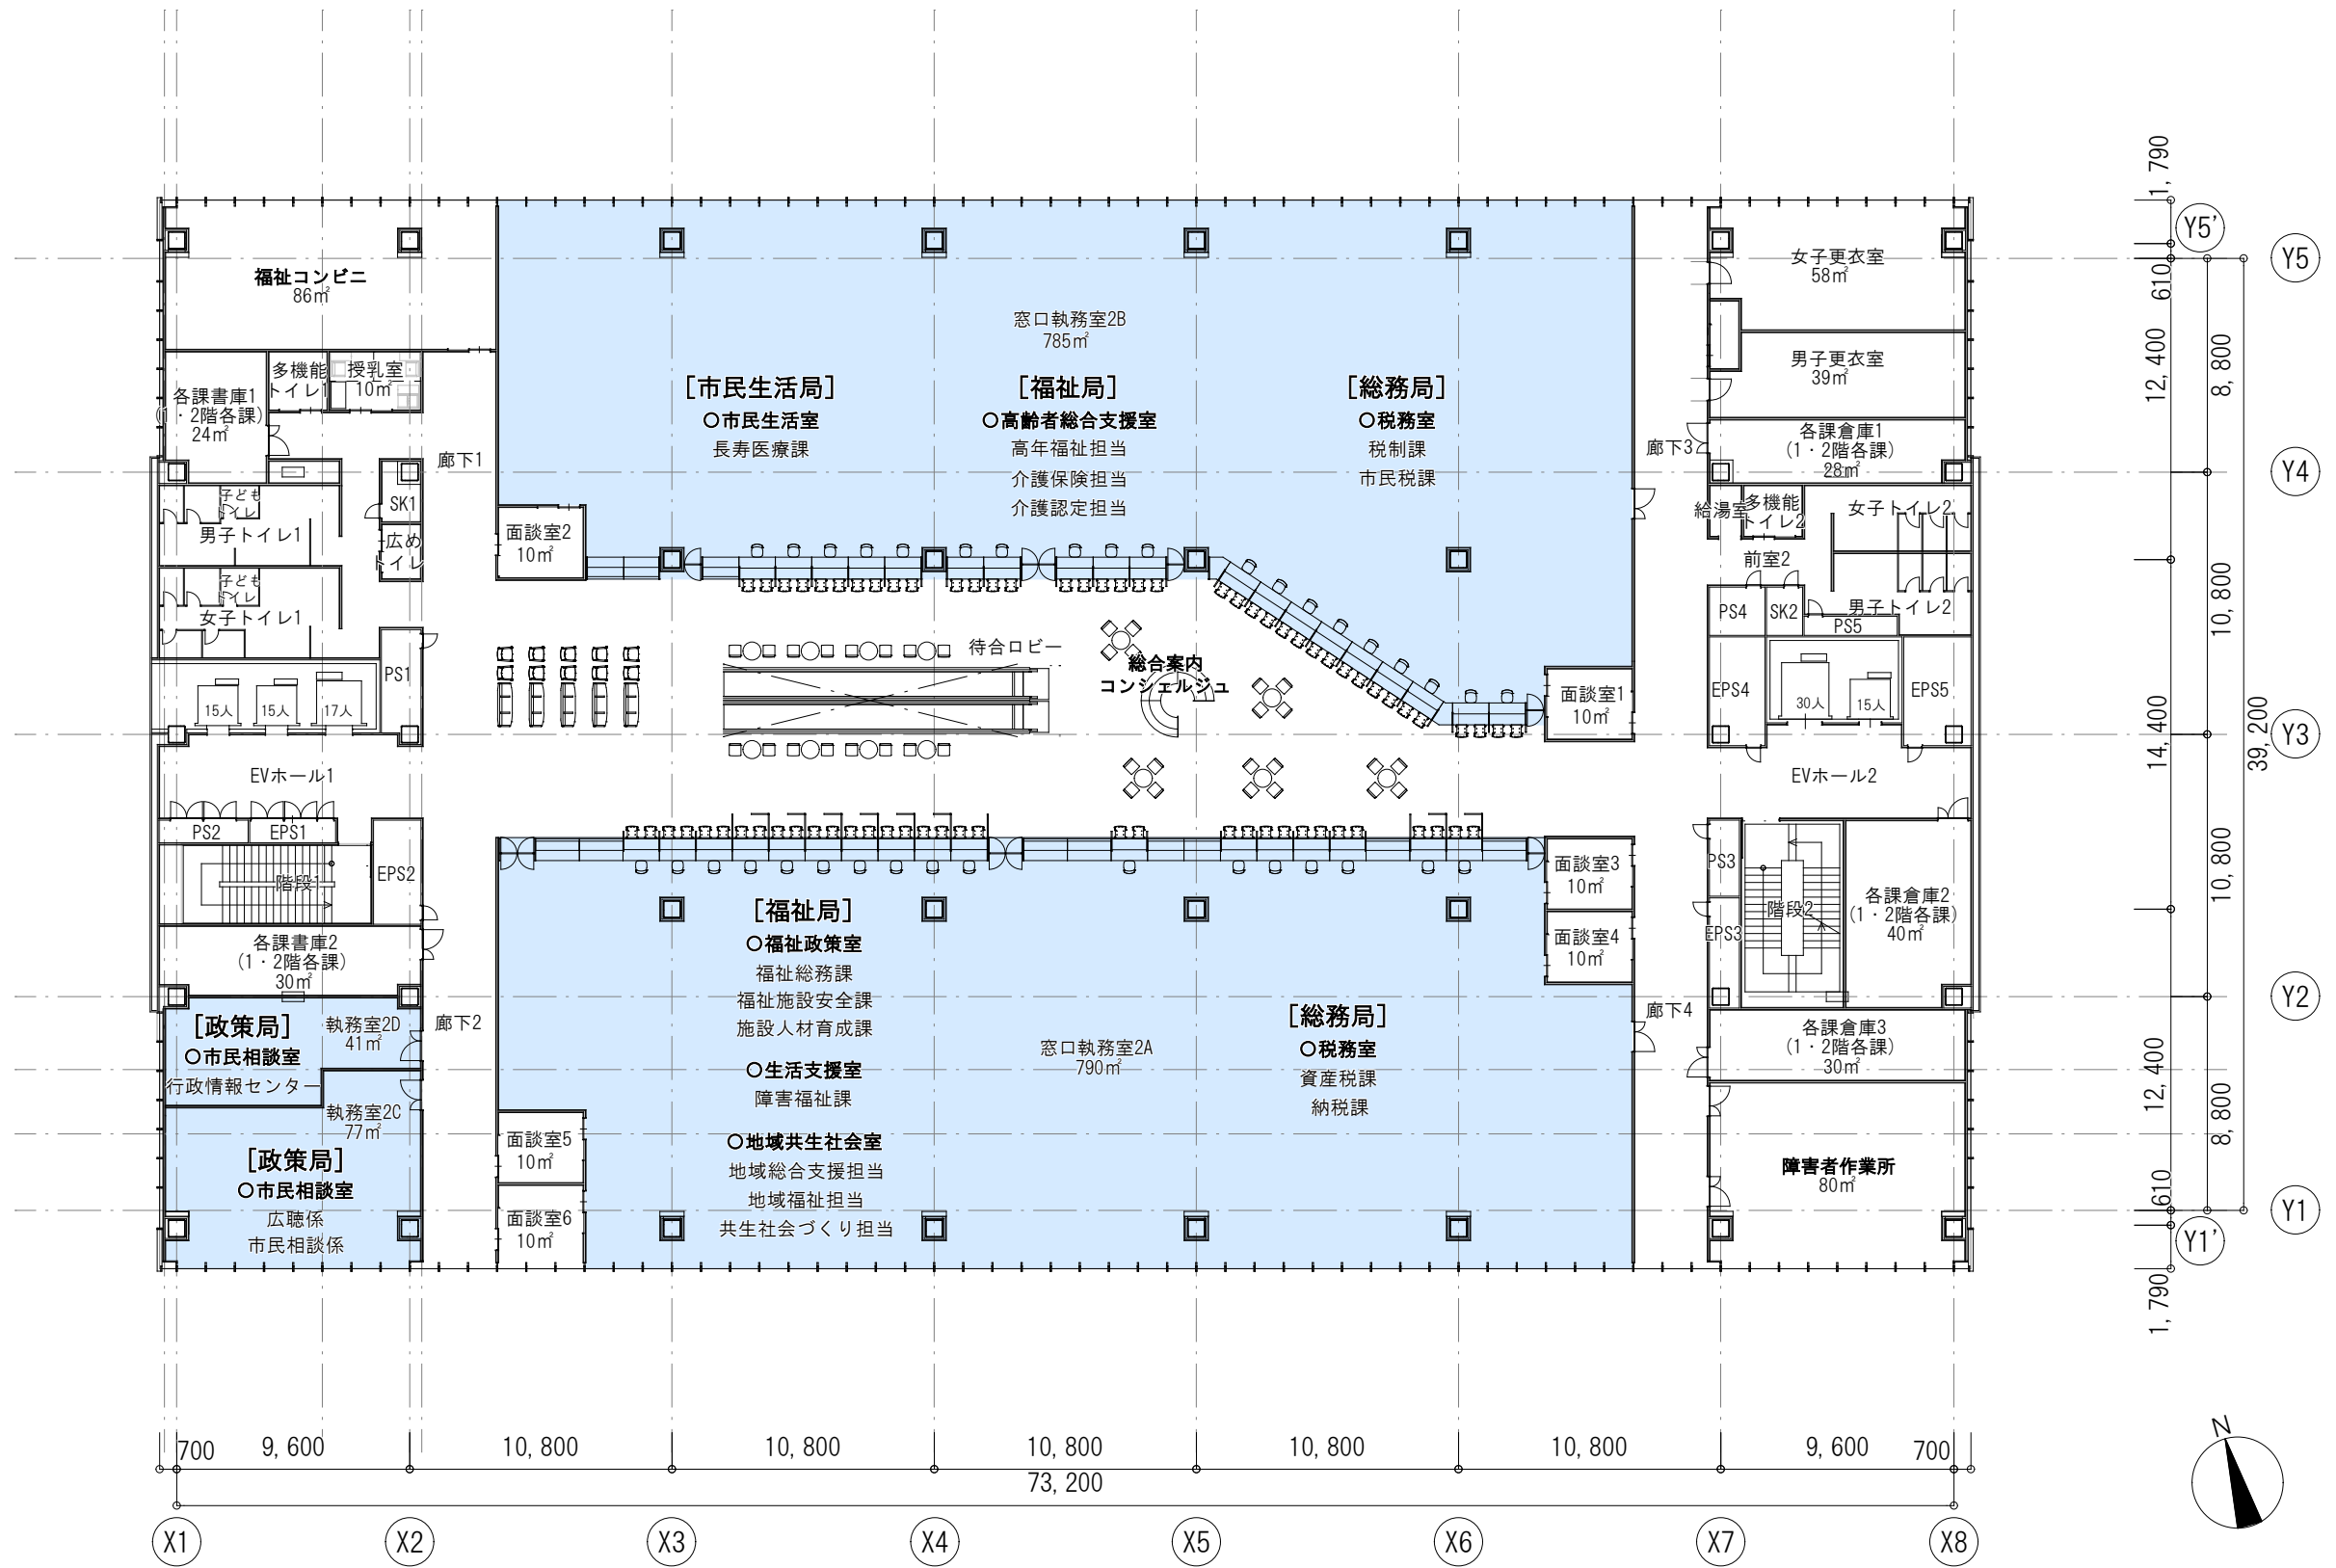 福祉コンビニ
86㎡
各課書庫1
(1・2階各課)
24㎡
多機能
トイレ1
授乳室
10㎡
廊下1
SK1
広め
トイレ
子ども
トイレ
男子トイレ1
子ども
トイレ
女子トイレ1
PS1
15人
15人
17人
EVホール1
PS2
EPS1
EPS2
階段1
各課書庫2
(1・2階各課)
30㎡
[政策局]
○市民相談室
行政情報センター
執務室2D
41㎡
執務室2C
77㎡
[政策局]
○市民相談室
広聴係
市民相談係
廊下2
窓口執務室2B
785㎡
[市民生活局]
○市民生活室
長寿医療課
[福祉局]
○高齢者総合支援室
高年福祉担当
介護保険担当
介護認定担当
[総務局]
○税務室
税制課
市民税課
面談室2
10㎡
待合ロビー
総合案内
コンシェルジュ
面談室1
10㎡
面談室3
10㎡
面談室4
10㎡
[福祉局]
○福祉政策室
福祉総務課
福祉施設安全課
施設人材育成課
○生活支援室
障害福祉課
○地域共生社会室
地域総合支援担当
地域福祉担当
共生社会づくり担当
窓口執務室2A
790㎡
[総務局]
○税務室
資産税課
納税課
面談室5
10㎡
面談室6
10㎡
廊下3
女子更衣室
58㎡
男子更衣室
39㎡
各課倉庫1
(1・2階各課)
28㎡
給湯室
多機能
トイレ2
女子トイレ2
前室2
男子トイレ2
PS4
SK2
PS5
EPS4
30人
15人
EPS5
EVホール2
PS3
EPS3
階段2
各課倉庫2
(1・2階各課)
40㎡
廊下4
各課倉庫3
(1・2階各課)
30㎡
障害者作業所
80㎡
1,790
610
12,400
8,800
10,800
14,400
39,200
10,800
12,400
8,800
610
1,790
Y5'
Y5
Y4
Y3
Y2
Y1
Y1'
700
9,600
10,800
10,800
10,800
10,800
10,800
9,600
700
73,200
X1
X2
X3
X4
X5
X6
X7
X8
N